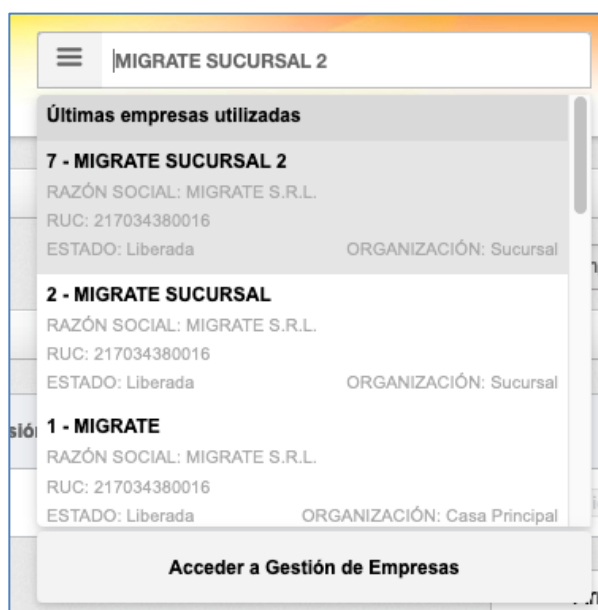 MIGRATE SUCURSAL 2
Últimas empresas utilizadas
7 - MIGRATE SUCURSAL 2
RAZÓN SOCIAL: MIGRATE S.R.L.
RUC: 217034380016
ESTADO: Liberada ORGANIZACIÓN: Sucursal
2 - MIGRATE SUCURSAL
RAZÓN SOCIAL: MIGRATE S.R.L.
RUC: 217034380016
ESTADO: Liberada ORGANIZACIÓN: Sucursal
1 - MIGRATE
RAZÓN SOCIAL: MIGRATE S.R.L.
RUC: 217034380016
ESTADO: Liberada ORGANIZACIÓN: Casa Principal
Acceder a Gestión de Empresas